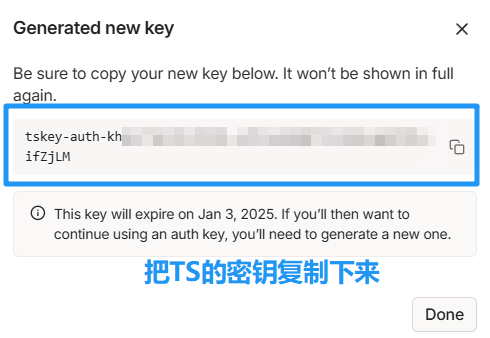 Generated new key
Be sure to copy your new key below. It won't be shown in full
again.
tskey-auth-kh
ifZjLM
This key will expire on Jan 3, 2025. If you'll then want to
continue using an auth key, you'll need to generate a new one.
把TS的密钥复制下来
Done